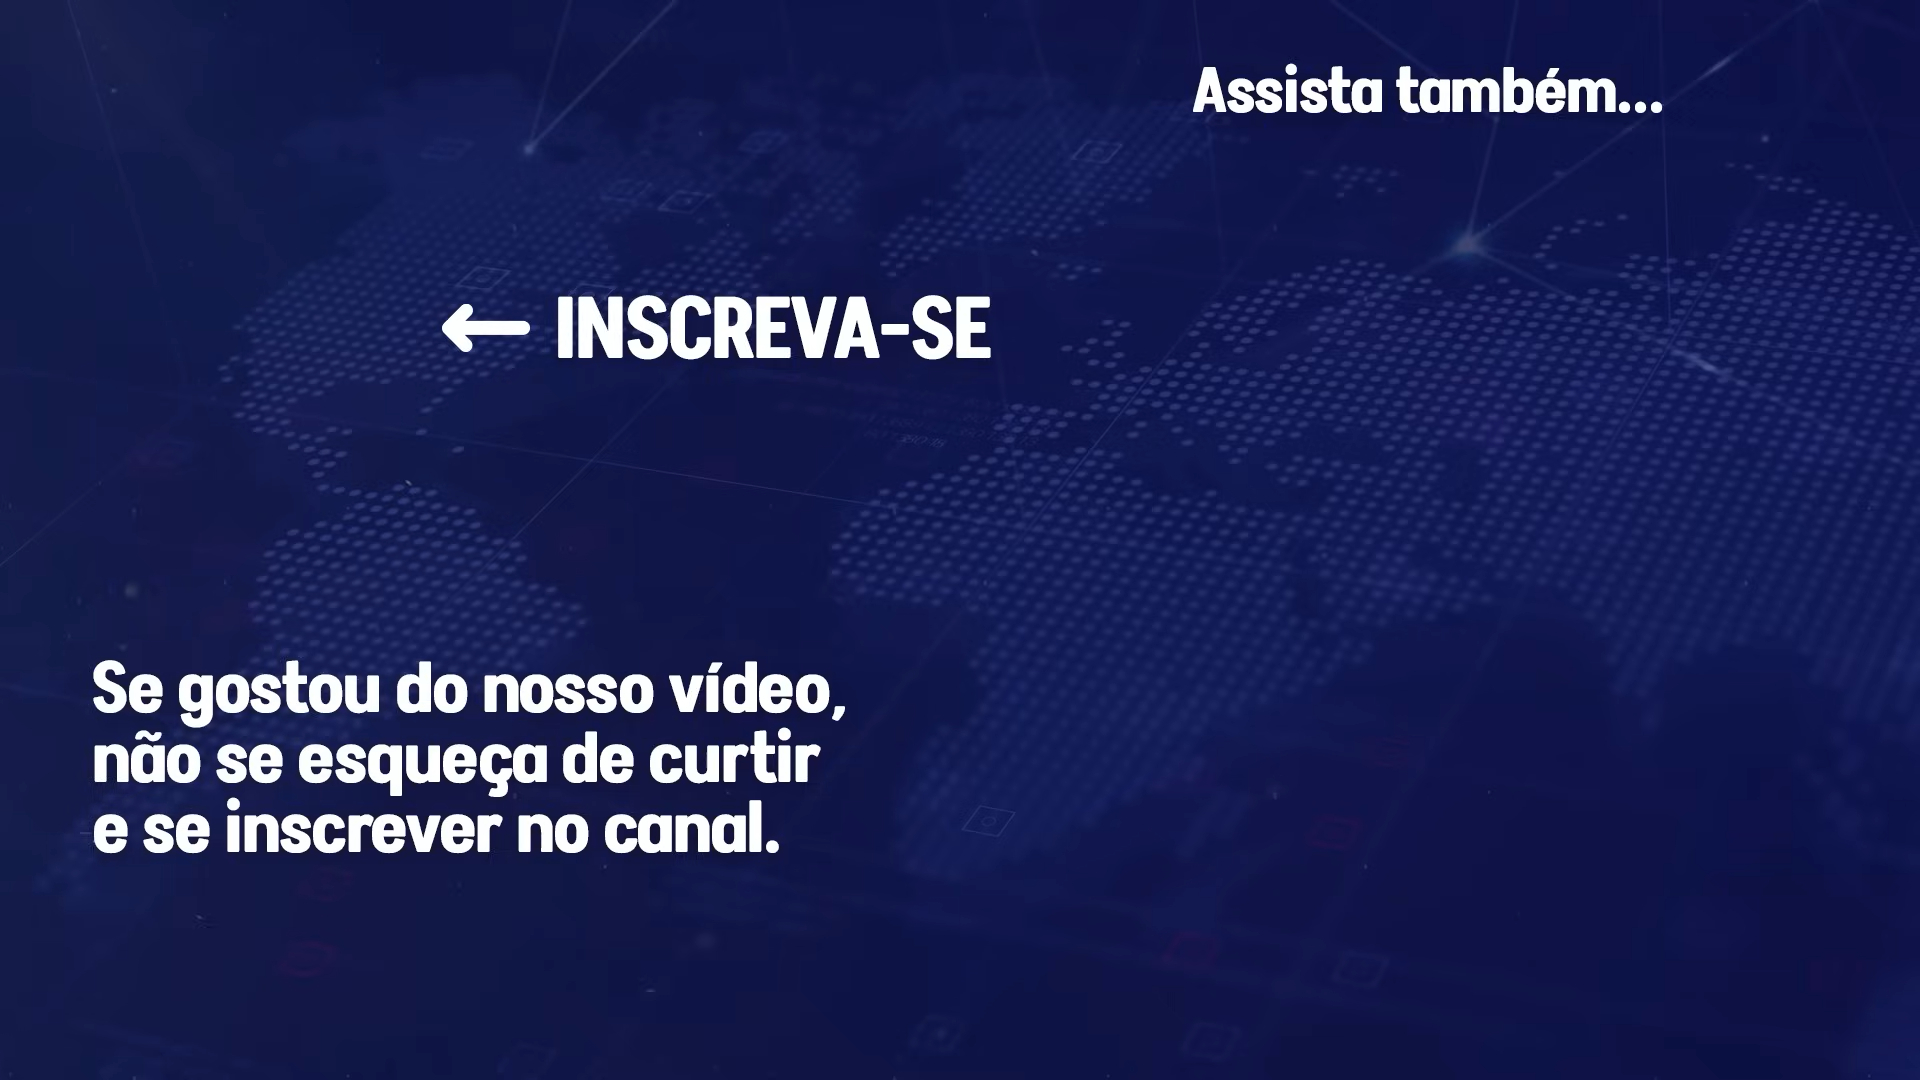 Assista também...
← INSCREVA-SE
Se gostou do nosso vídeo,
não se esqueça de curtir
e se inscrever no canal.